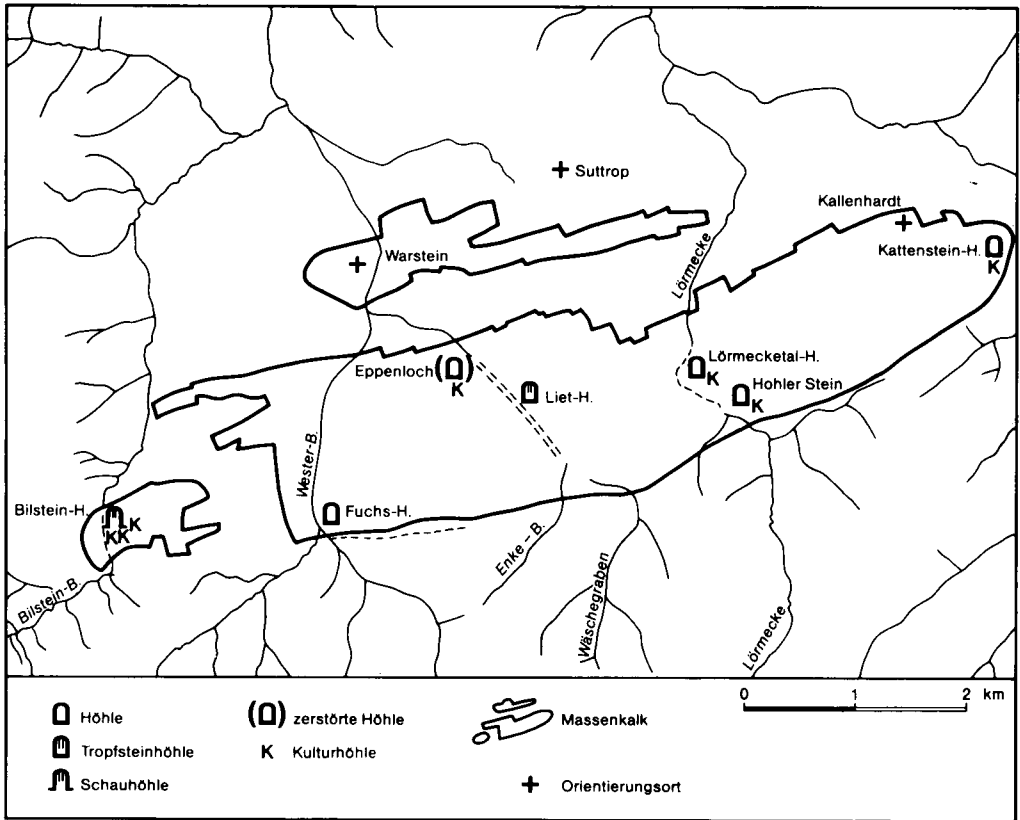 Suttrop
Kallenhardt
Warstein
Lörmecke
Kattenstein-H.
K
Eppenloch
K
Lörmecketal-H.
K
Liet-H.
Hohler Stein
K
Wester-B.
Bilstein-H.
K
KK
Fuchs-H.
Enke-B.
Bilstein-B.
Wäschegraben
Lörmecke
0 1 2 km
Höhle
Tropfsteinhöhle
Schauhöhle
zerstörte Höhle
K Kulturhöhle
Massenkalk
Orientierungsort